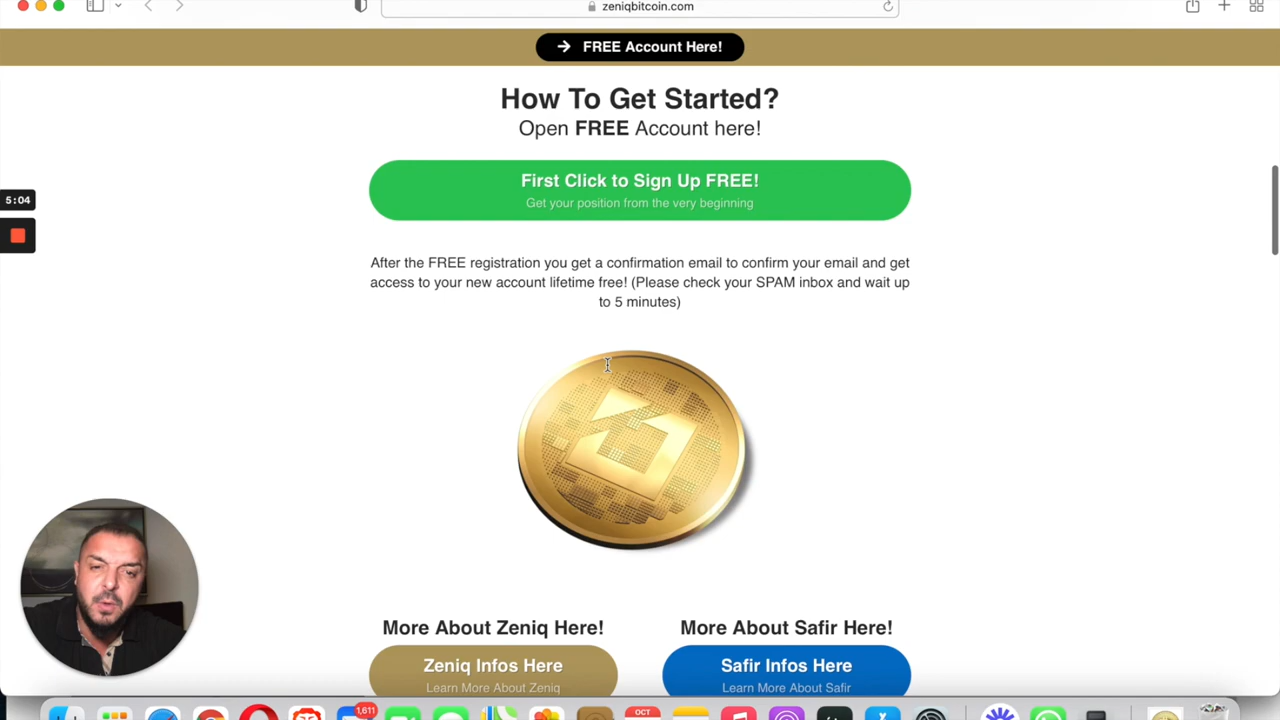 zeniqbitcoin.com
→ FREE Account Here!
How To Get Started?
Open FREE Account here!
First Click to Sign Up FREE!
Get your position from the very beginning
5:04
After the FREE registration you get a confirmation email to confirm your email and get
access to your new account lifetime free! (Please check your SPAM inbox and wait up
to 5 minutes)
More About Zeniq Here!
More About Safir Here!
Zeniq Infos Here
Learn More About Zeniq
Safir Infos Here
Learn More About Safir
1,611
OCT